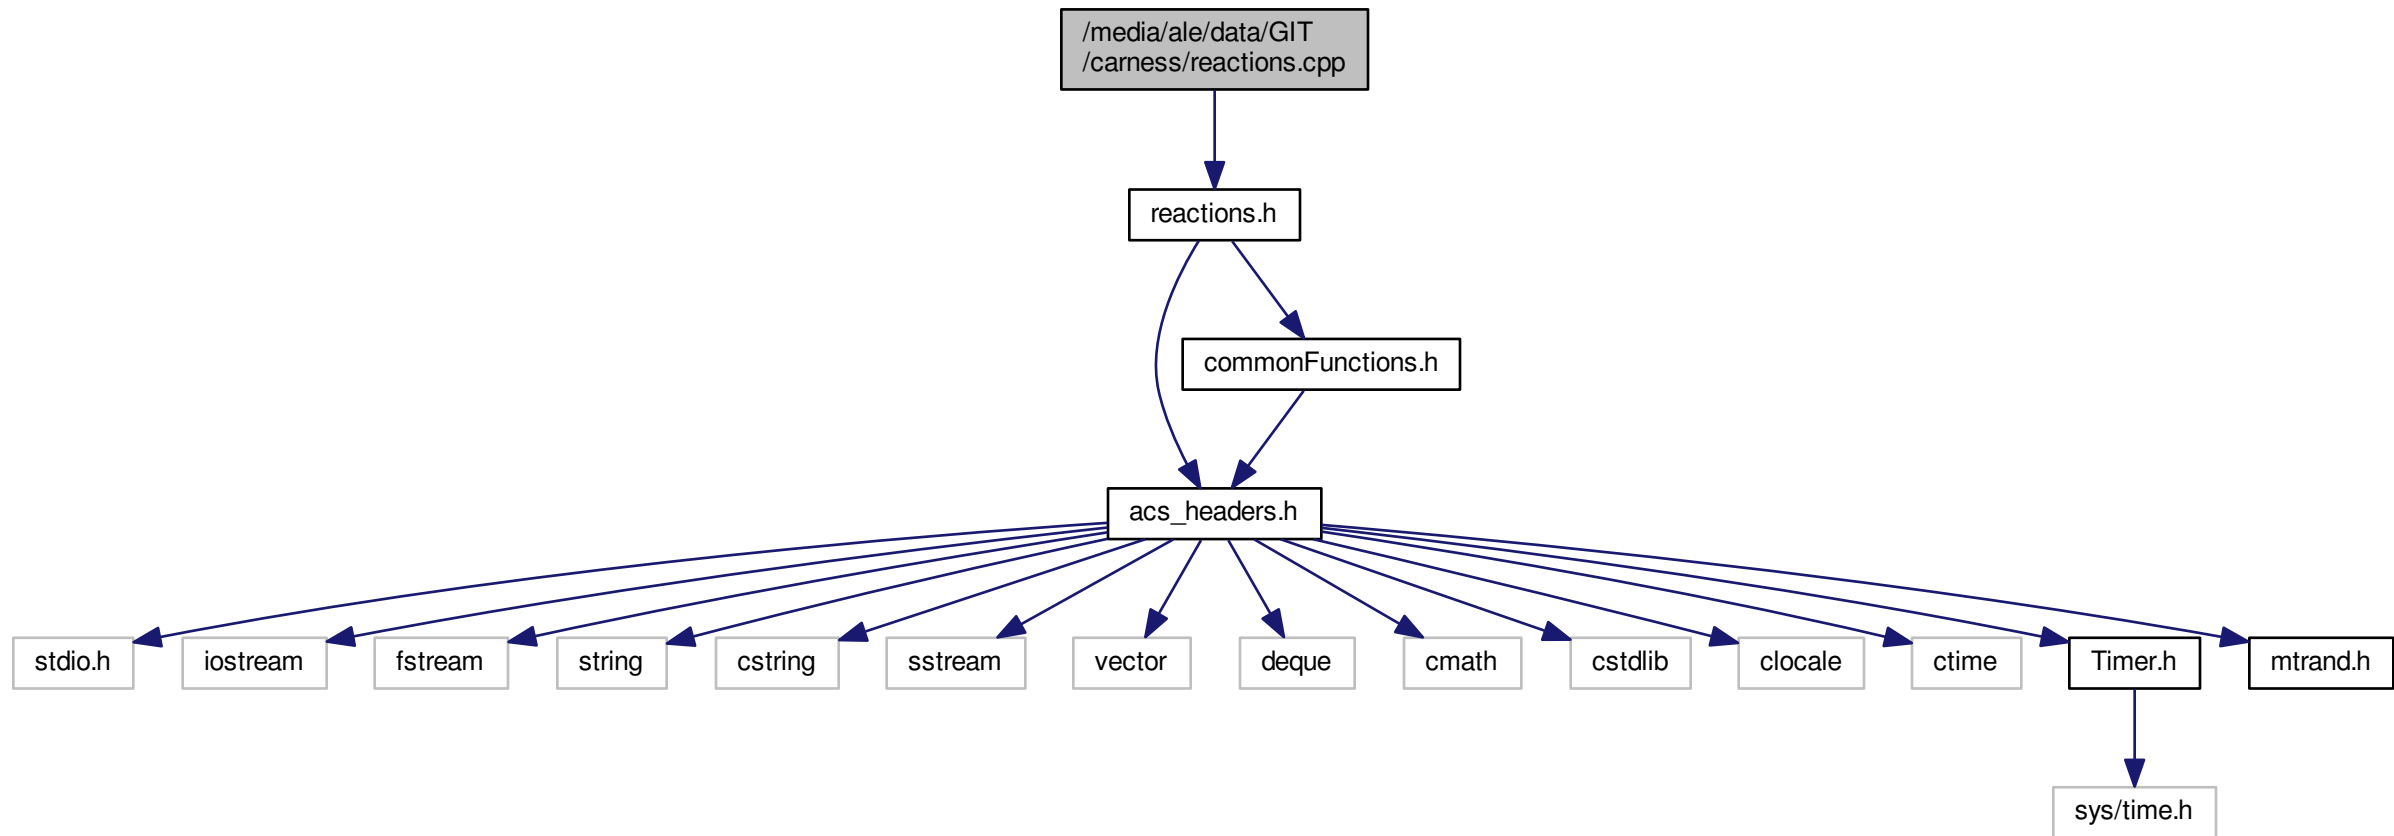 /media/ale/data/GIT
/carness/reactions.cpp
reactions.h
commonFunctions.h
acs_headers.h
stdio.h
iostream
fstream
string
cstring
sstream
vector
deque
cmath
cstdlib
clocale
ctime
Timer.h
mtrand.h
sys/time.h